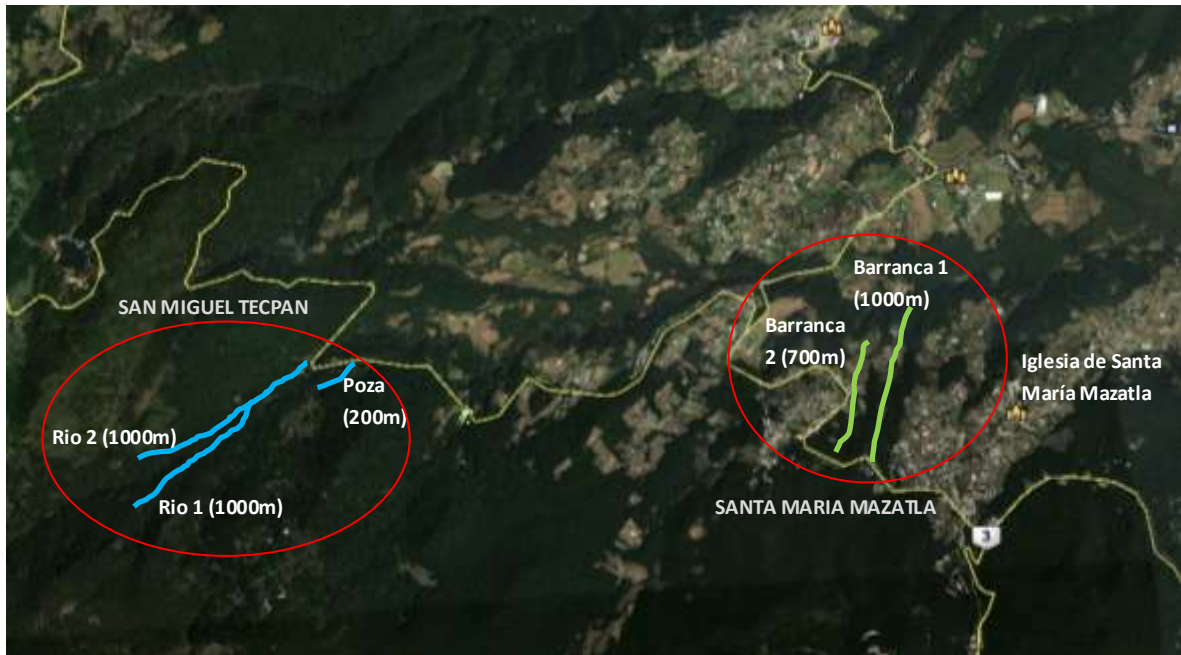 Barranca 1
(1000m)
SAN MIGUEL TECPAN
Barranca
2 (700m)
Iglesia de Santa
María Mazatla
Poza
(200m)
Rio 2 (1000m)
Rio 1 (1000m)
SANTA MARIA MAZATLA
3